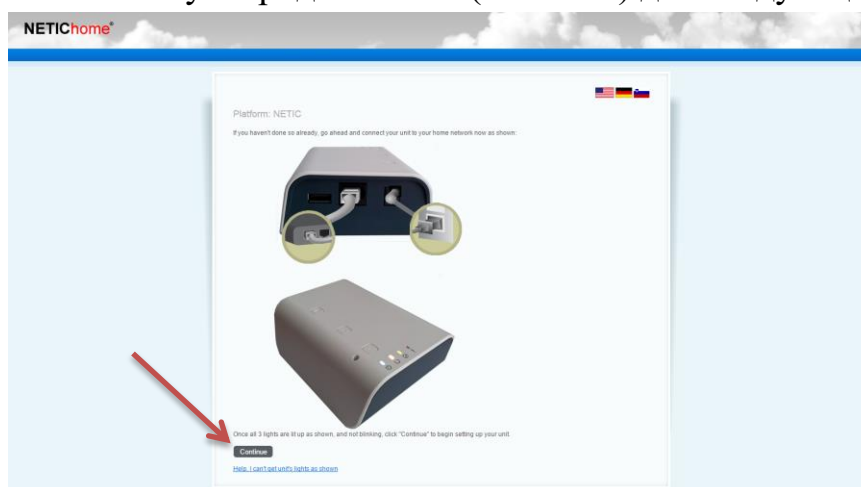 NETIChome
Platform: NETIC
If you haven't done so already, go ahead and connect your unit to your home network now as shown:
Once all 3 lights are lit up as shown, and not blinking, click "Continue" to begin setting up your unit.
Continue
Help, I can't get unit's lights as shown